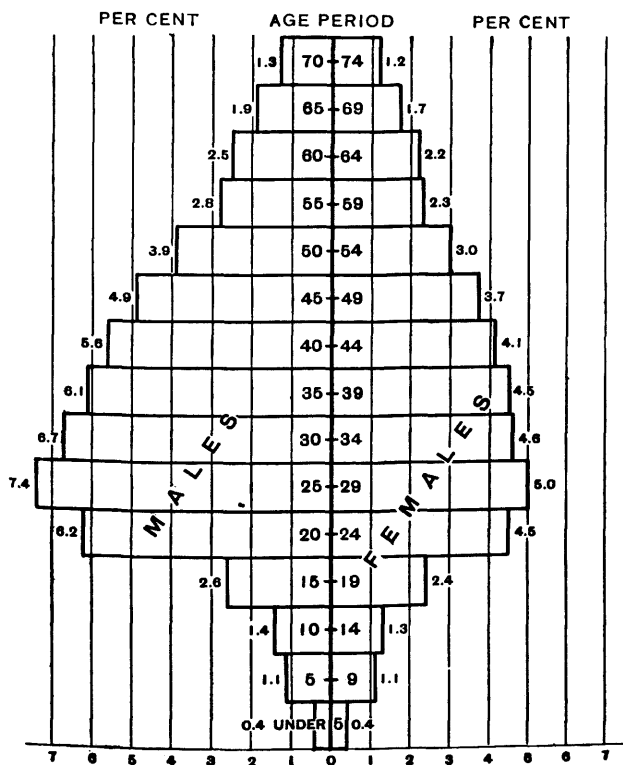 PER CENT AGE PERIOD PER CENT
1.3 70-74 1.2
1.9 65-69 1.7
2.5 60-64 2.2
2.8 55-59 2.3
3.9 50-54 3.0
4.9 45-49 3.7
5.6 40-44 4.1
6.1 35-39 4.5
6.7 30-34 4.6
7.4 25-29 5.0
6.2 20-24 4.5
2.6 15-19 2.4
1.4 10-14 1.3
1.1 5-9 1.1
0.4 UNDER 5 0.4
MALES
FEMALES
7 6 5 4 3 2 1 0 1 2 3 4 5 6 7